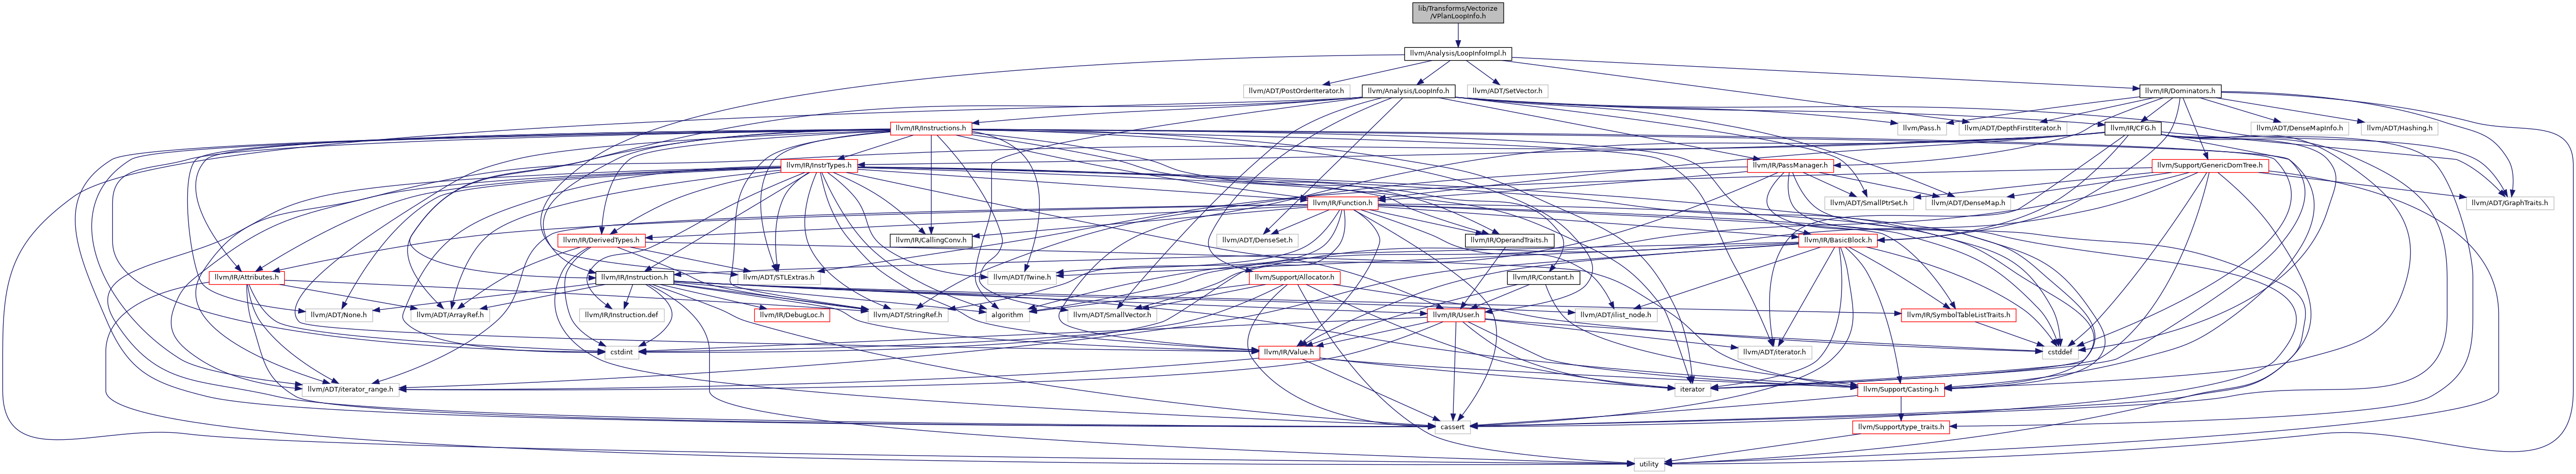 lib/Transforms/Vectorize
/VPlanLoopInfo.h
llvm/Analysis/LoopInfoImpl.h
llvm/ADT/PostOrderIterator.h
llvm/Analysis/LoopInfo.h
llvm/ADT/SetVector.h
llvm/IR/Dominators.h
llvm/IR/Instructions.h
llvm/Pass.h
llvm/ADT/DepthFirstIterator.h
llvm/IR/CFG.h
llvm/ADT/DenseMapInfo.h
llvm/ADT/Hashing.h
llvm/IR/InstrTypes.h
llvm/IR/PassManager.h
llvm/Support/GenericDomTree.h
llvm/IR/Function.h
llvm/ADT/SmallPtrSet.h
llvm/ADT/DenseMap.h
llvm/ADT/GraphTraits.h
llvm/IR/DerivedTypes.h
llvm/IR/CallingConv.h
llvm/ADT/DenseSet.h
llvm/IR/OperandTraits.h
llvm/IR/BasicBlock.h
llvm/IR/Attributes.h
llvm/IR/Instruction.h
llvm/ADT/STLExtras.h
llvm/ADT/Twine.h
llvm/Support/Allocator.h
llvm/IR/Constant.h
llvm/ADT/None.h
llvm/ADT/ArrayRef.h
llvm/IR/Instruction.def
llvm/IR/DebugLoc.h
llvm/ADT/StringRef.h
algorithm
llvm/ADT/SmallVector.h
llvm/IR/User.h
llvm/ADT/ilist_node.h
llvm/IR/SymbolTableListTraits.h
cstdint
llvm/IR/Value.h
llvm/ADT/iterator.h
cstddef
llvm/ADT/iterator_range.h
iterator
llvm/Support/Casting.h
cassert
llvm/Support/type_traits.h
utility